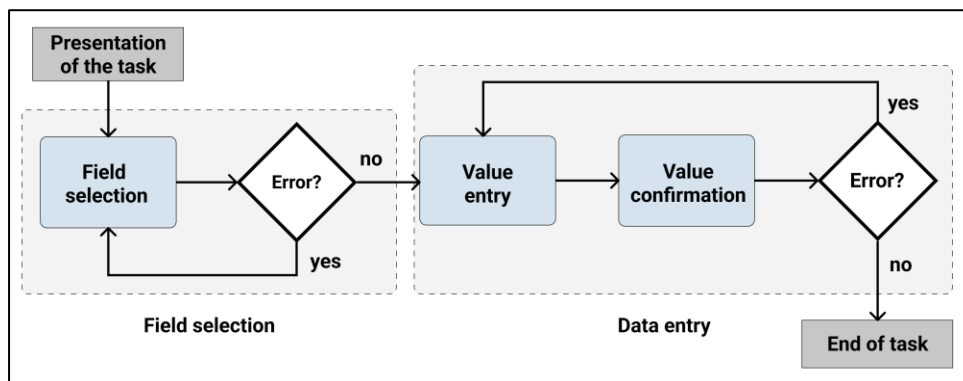 Presentation
of the task
Field
selection
Error?
no
yes
Value
entry
Value
confirmation
Error?
yes
no
Field selection
Data entry
End of task